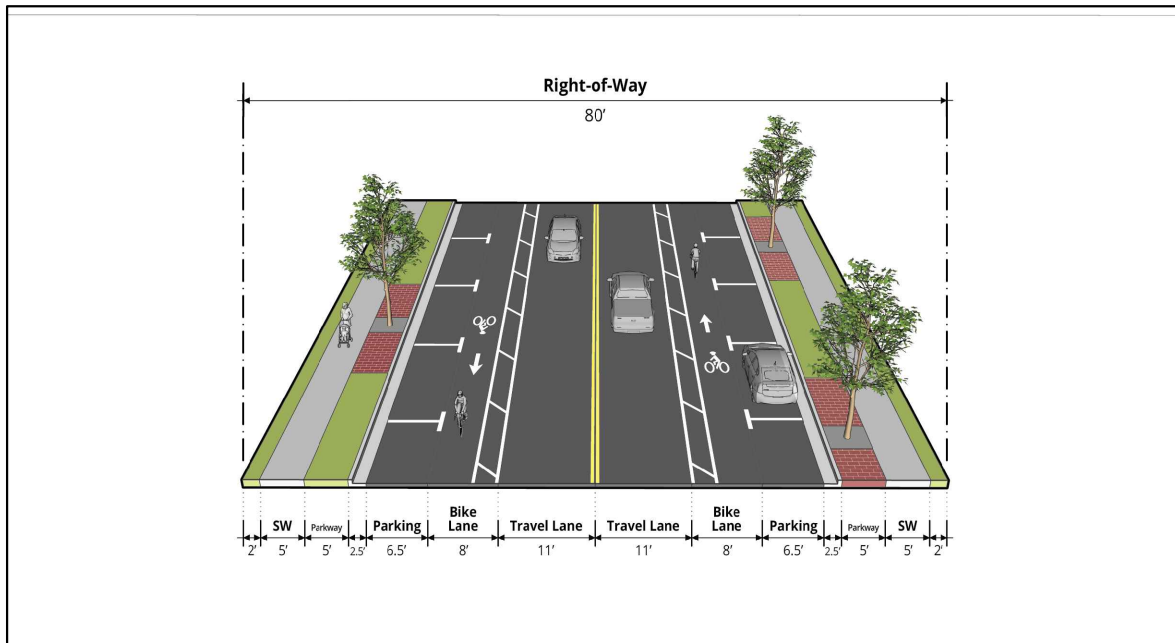 Right-of-Way
80’
SW Parkway Parking Bike Lane Travel Lane Travel Lane Bike Lane Parking Parkway SW
2’ 5’ 5’ 2.5’ 6.5’ 8’ 11’ 11’ 8’ 6.5’ 2.5’ 5’ 5’ 2’